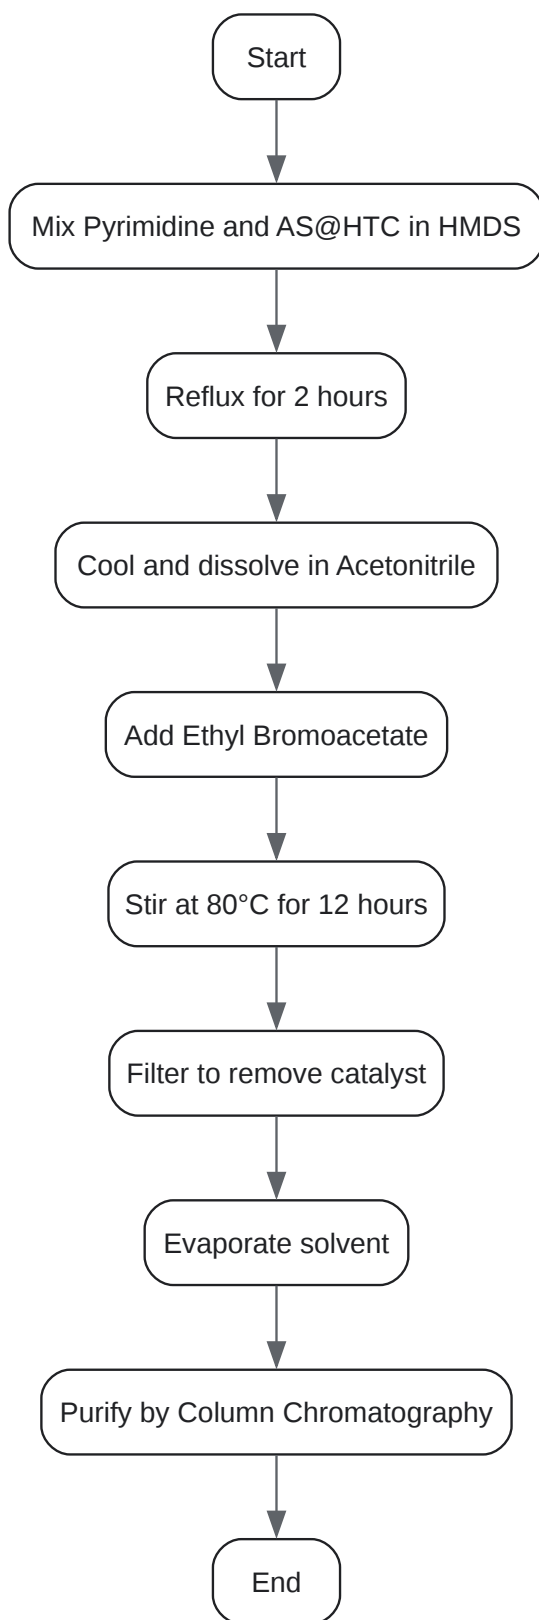 Start
Mix Pyrimidine and AS@HTC in HMDS
Reflux for 2 hours
Cool and dissolve in Acetonitrile
Add Ethyl Bromoacetate
Stir at 80°C for 12 hours
Filter to remove catalyst
Evaporate solvent
Purify by Column Chromatography
End